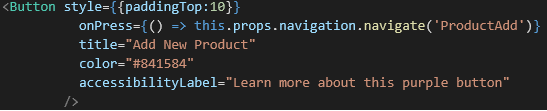 <Button style={{paddingTop:10}}
onPress={() => this.props.navigation.navigate('ProductAdd')}
title="Add New Product"
color="#841584"
accessibilityLabel="Learn more about this purple button"
/>